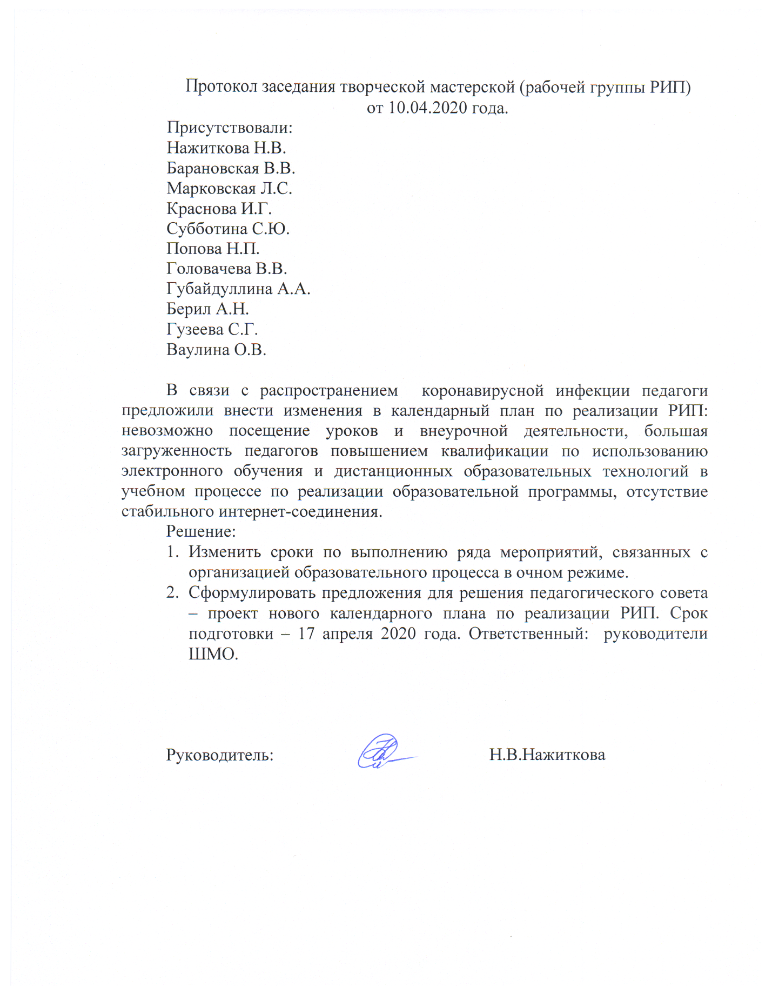 Протокол заседания творческой мастерской (рабочей группы РИП)
от 10.04.2020 года.
Присутствовали:
Нажиткова Н.В.
Барановская В.В.
Марковская Л.С.
Краснова И.Г.
Субботина С.Ю.
Попова Н.П.
Головачева В.В.
Губайдуллина А.А.
Берил А.Н.
Гузеева С.Г.
Ваулина О.В.
В связи с распространением коронавирусной инфекции педагоги
предложили внести изменения в календарный план по реализации РИП:
невозможно посещение уроков и внеурочной деятельности, большая
загруженность педагогов повышением квалификации по использованию
электронного обучения и дистанционных образовательных технологий в
учебном процессе по реализации образовательной программы, отсутствие
стабильного интернет-соединения.
Решение:
1. Изменить сроки по выполнению ряда мероприятий, связанных с
организацией образовательного процесса в очном режиме.
2. Сформулировать предложения для решения педагогического совета
– проект нового календарного плана по реализации РИП. Срок
подготовки – 17 апреля 2020 года. Ответственный: руководители
ШМО.
Руководитель: Н.В.Нажиткова